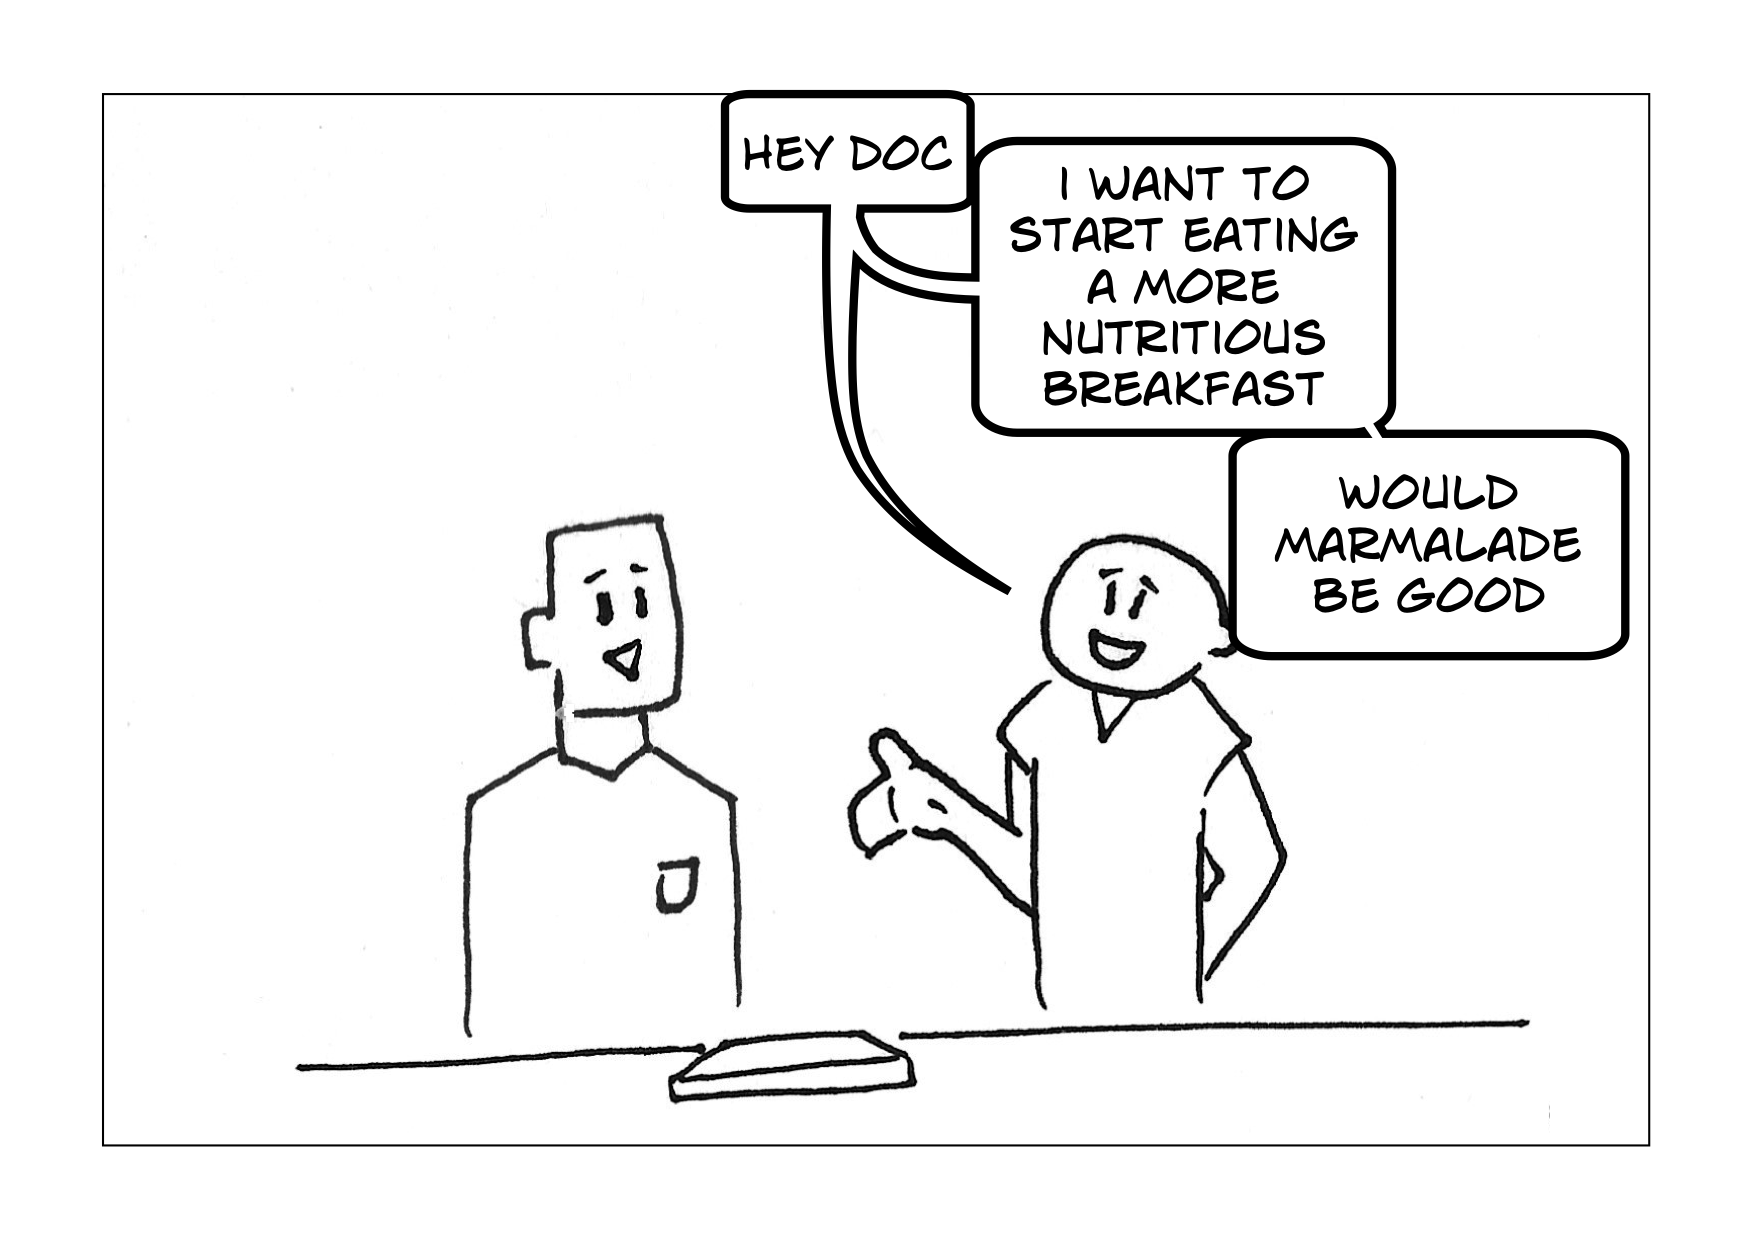 HEY DOC
I WANT TO
START EATING
A MORE
NUTRITIOUS
BREAKFAST
WOULD
MARMALADE
BE GOOD